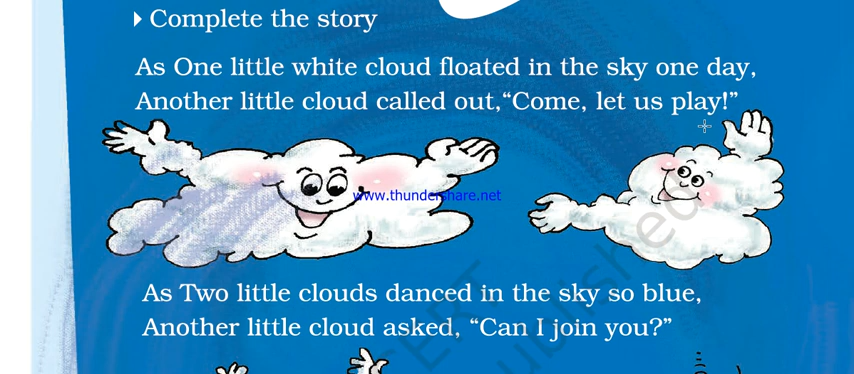 Complete the story
As One little white cloud floated in the sky one day,
Another little cloud called out,“Come, let us play!”
www.thundershare.net
As Two little clouds danced in the sky so blue,
Another little cloud asked, “Can I join you?”